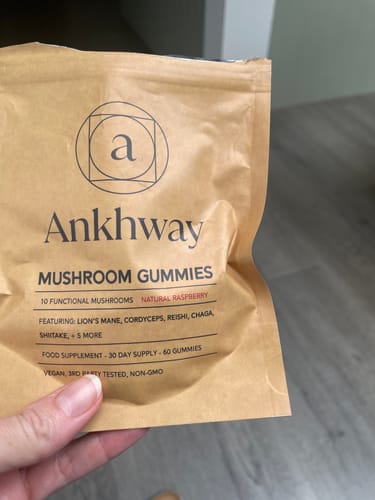 a
Ankhway
MUSHROOM GUMMIES
10 FUNCTIONAL MUSHROOMS NATURAL RASPBERRY
FEATURING: LION'S MANE, CORDYCEPS, REISHI, CHAGA,
SHIITAKE, + 5 MORE
FOOD SUPPLEMENT - 30 DAY SUPPLY - 60 GUMMIES
VEGAN, 3RD PARTY TESTED, NON-GMO